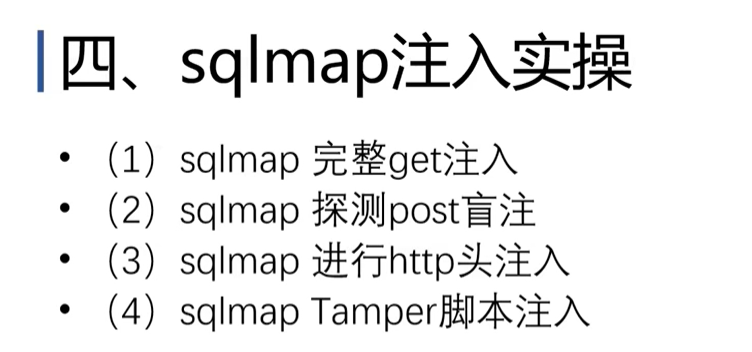 四、sqlmap注入实操
• （1）sqlmap 完整get注入
• （2）sqlmap 探测post盲注
• （3）sqlmap 进行http头注入
• （4）sqlmap Tamper脚本注入